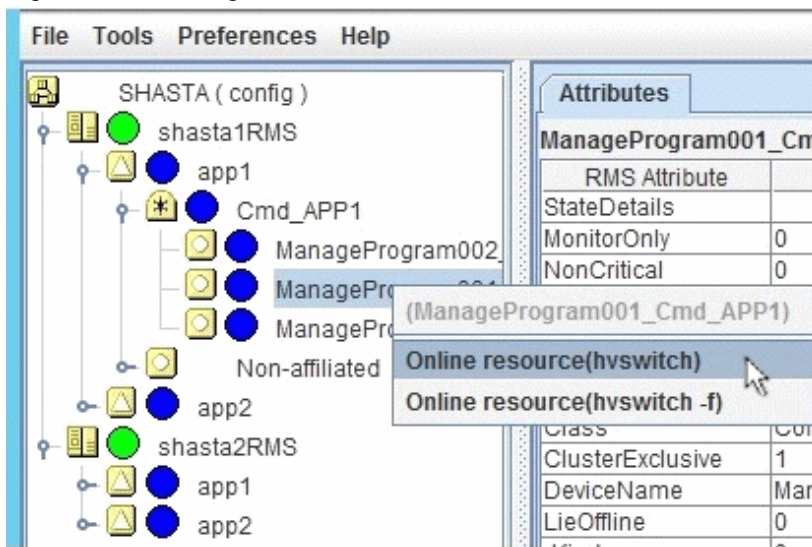 File Tools Preferences Help
SHASTA ( config )
shasta1RMS
app1
Cmd_APP1
ManageProgram002_
ManagePro
ManagePro
Non-affiliated
app2
shasta2RMS
app1
app2
Attributes
ManageProgram001_Cm
RMS Attribute
StateDetails
MonitorOnly 0
NonCritical 0
(ManageProgram001_Cmd_APP1)
Online resource(hvswitch)
Online resource(hvswitch -f)
Class
ClusterExclusive 1
DeviceName Mar
LieOffline 0